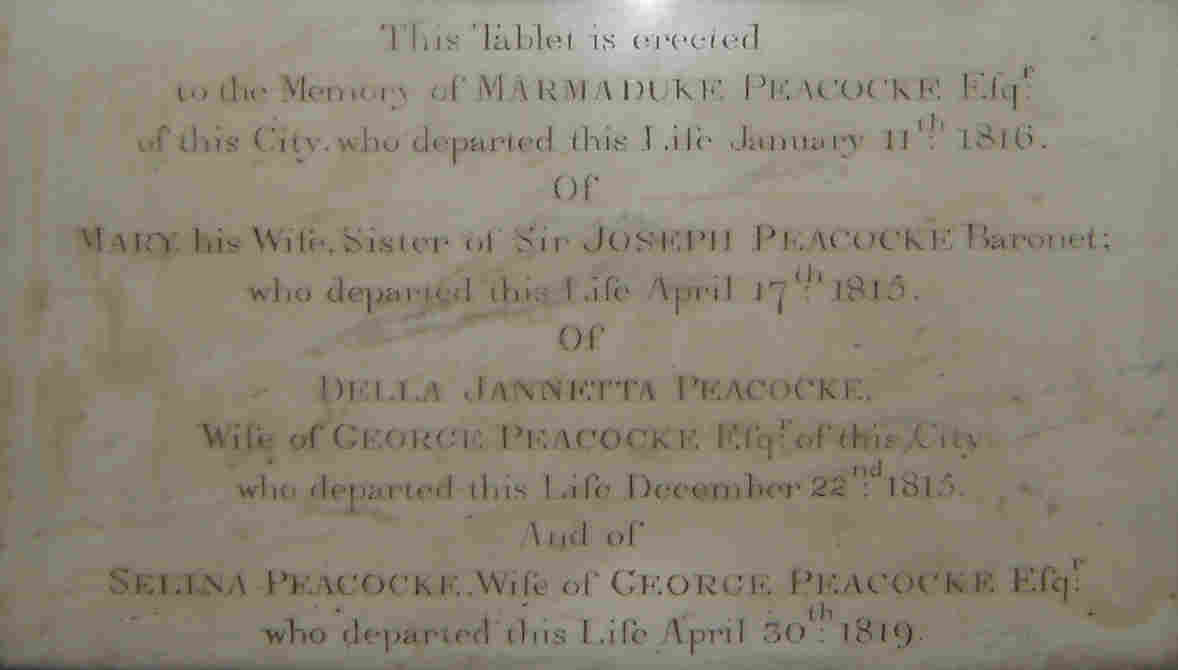 This Tablet is erected
to the Memory of MARMADUKE PEACOCKE Eſqʳ.
of this City, who departed this Life January 11ᵗʰ. 1816.
Of
MARY, his Wife, Sister of Sir JOSEPH PEACOCKE Baronet;
who departed this Life April 17ᵗʰ. 1815.
Of
DELLA JANNETTA PEACOCKE,
Wife of GEORGE PEACOCKE Eſqʳ. of this City
who departed this Life December 22ⁿᵈ. 1815.
And of
SELINA PEACOCKE, Wife of GEORGE PEACOCKE Eſqʳ.
who departed this Life April 30ᵗʰ. 1819.